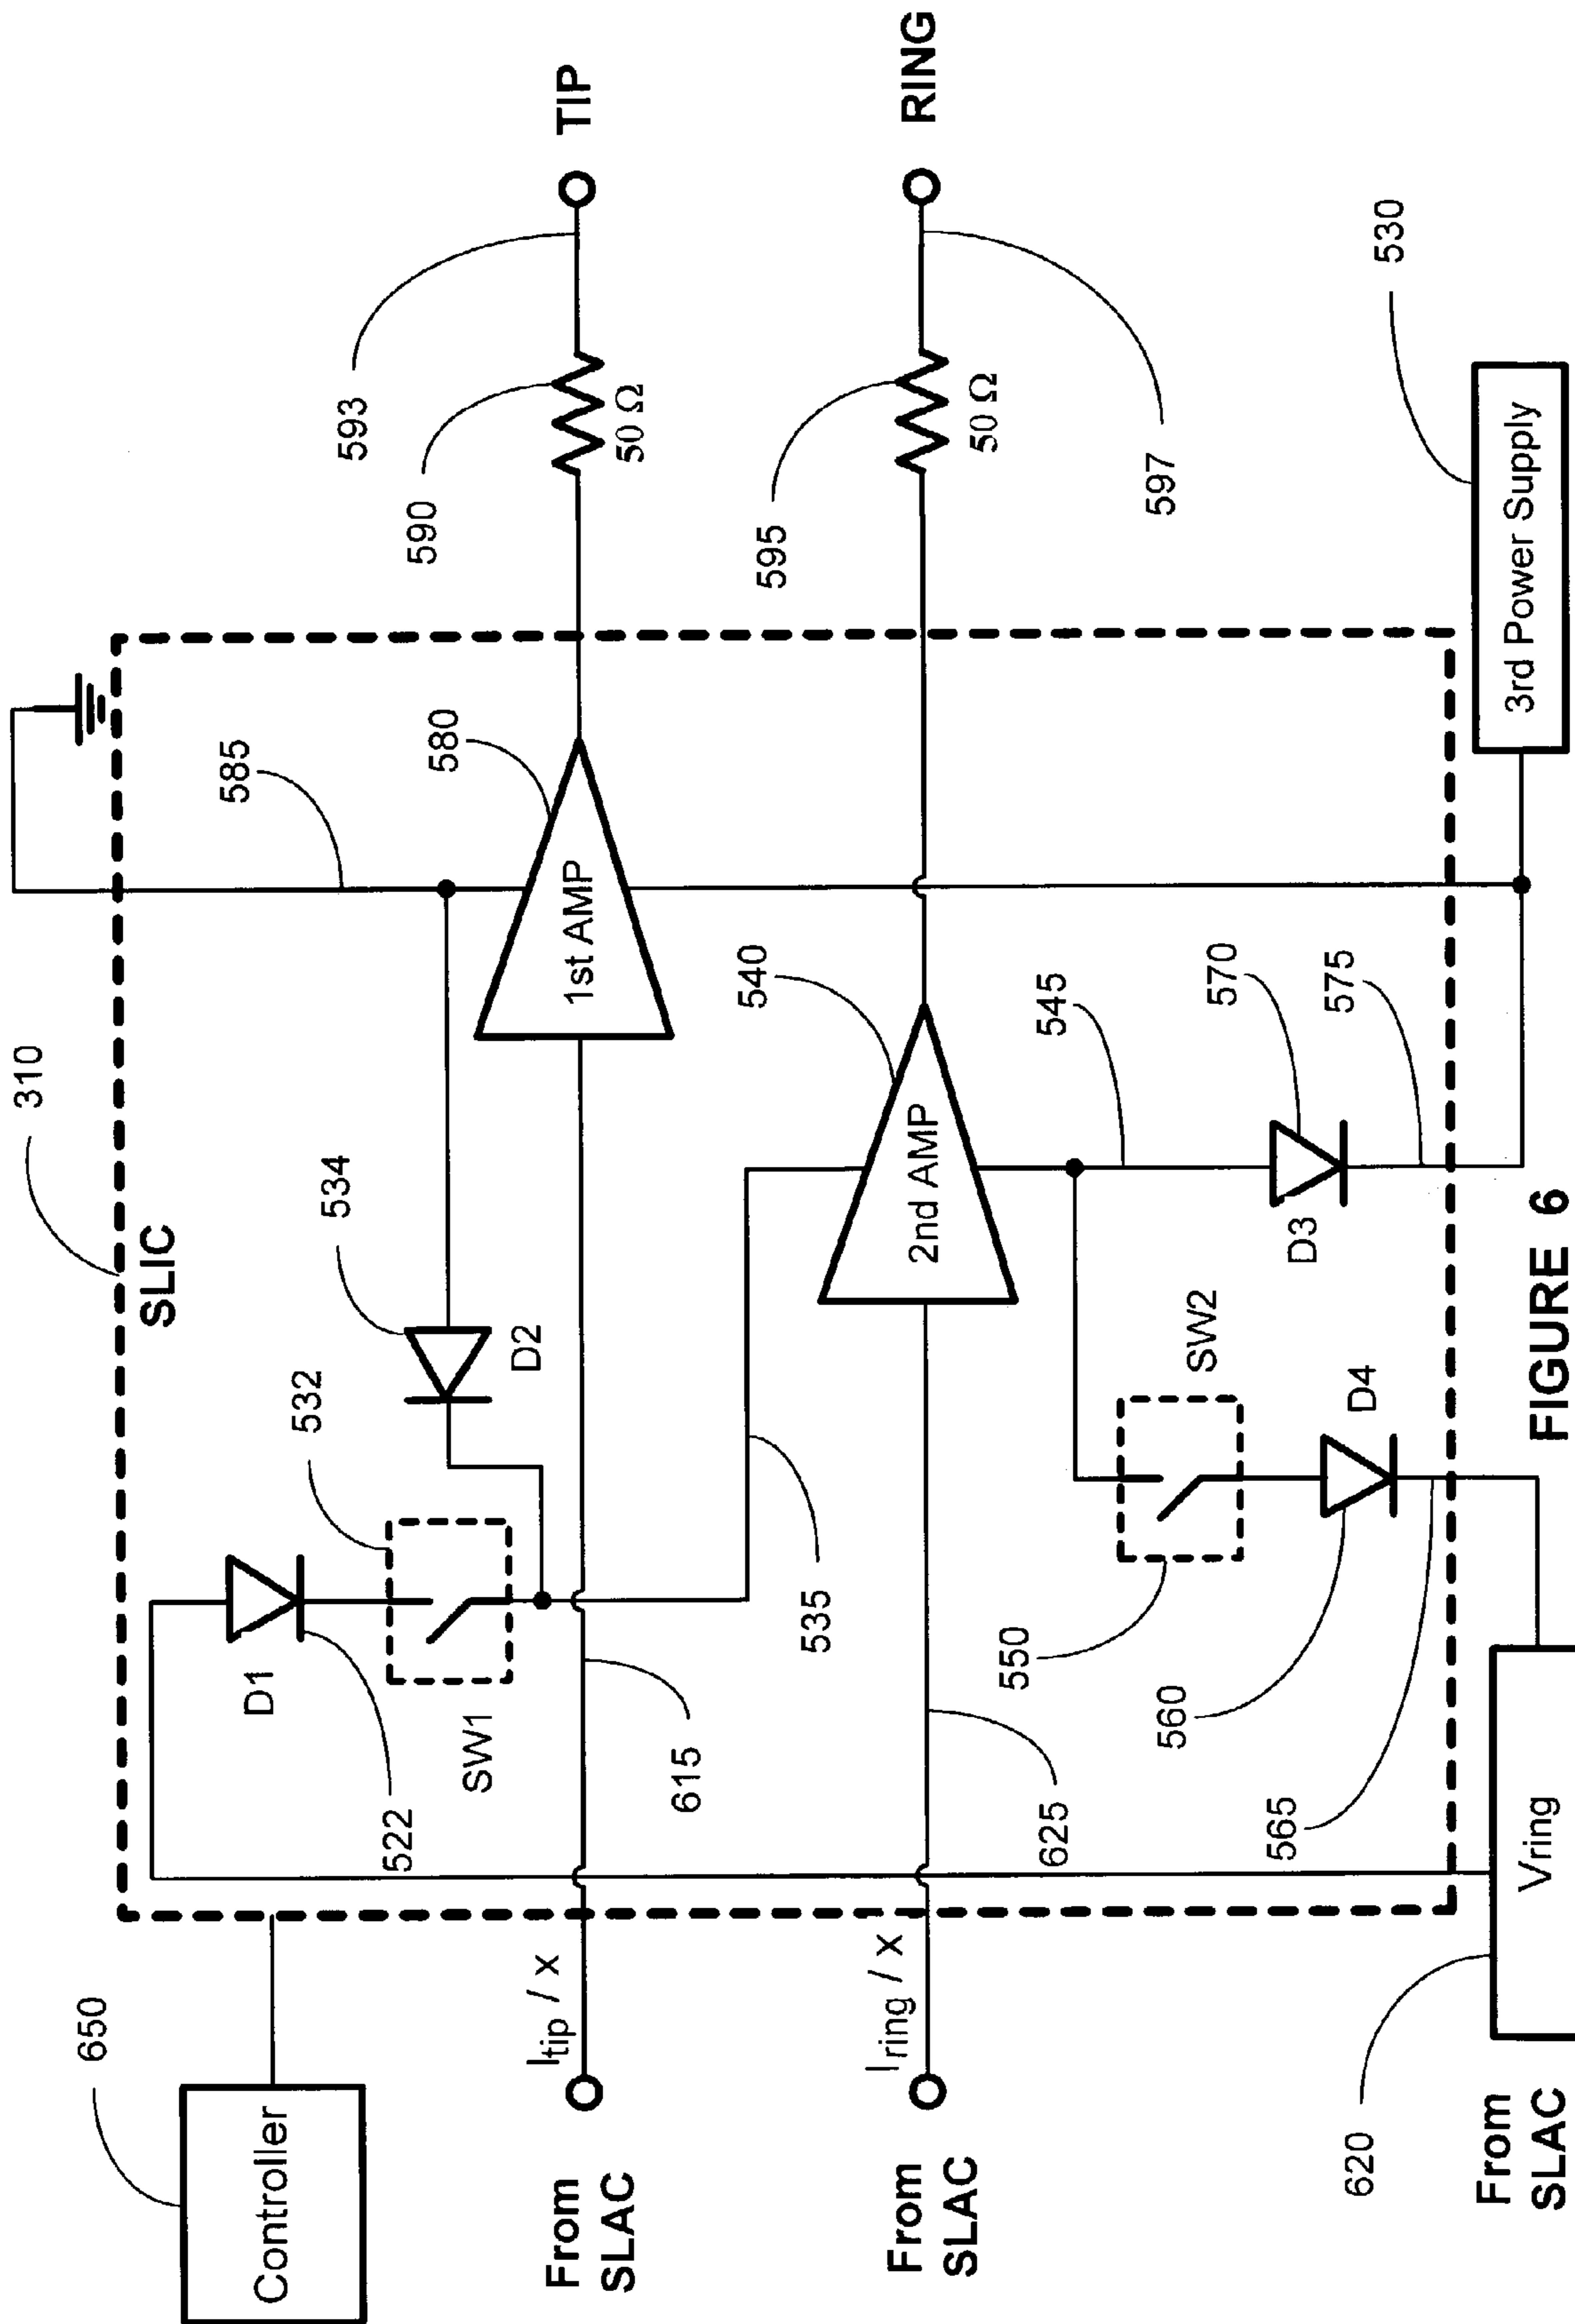 310
SLIC
650
Controller
585
593
590
TIP
50 Ω
534
D2
532
D1
522
SW1
1st AMP
580
Itip / x
From
SLAC
615
535
2nd AMP
540
595
RING
50 Ω
597
Iring / x
From
SLAC
625
545
570
575
D3
SW2
550
D4
560
565
530
3rd Power Supply
620
Vring
From
SLAC
FIGURE 6